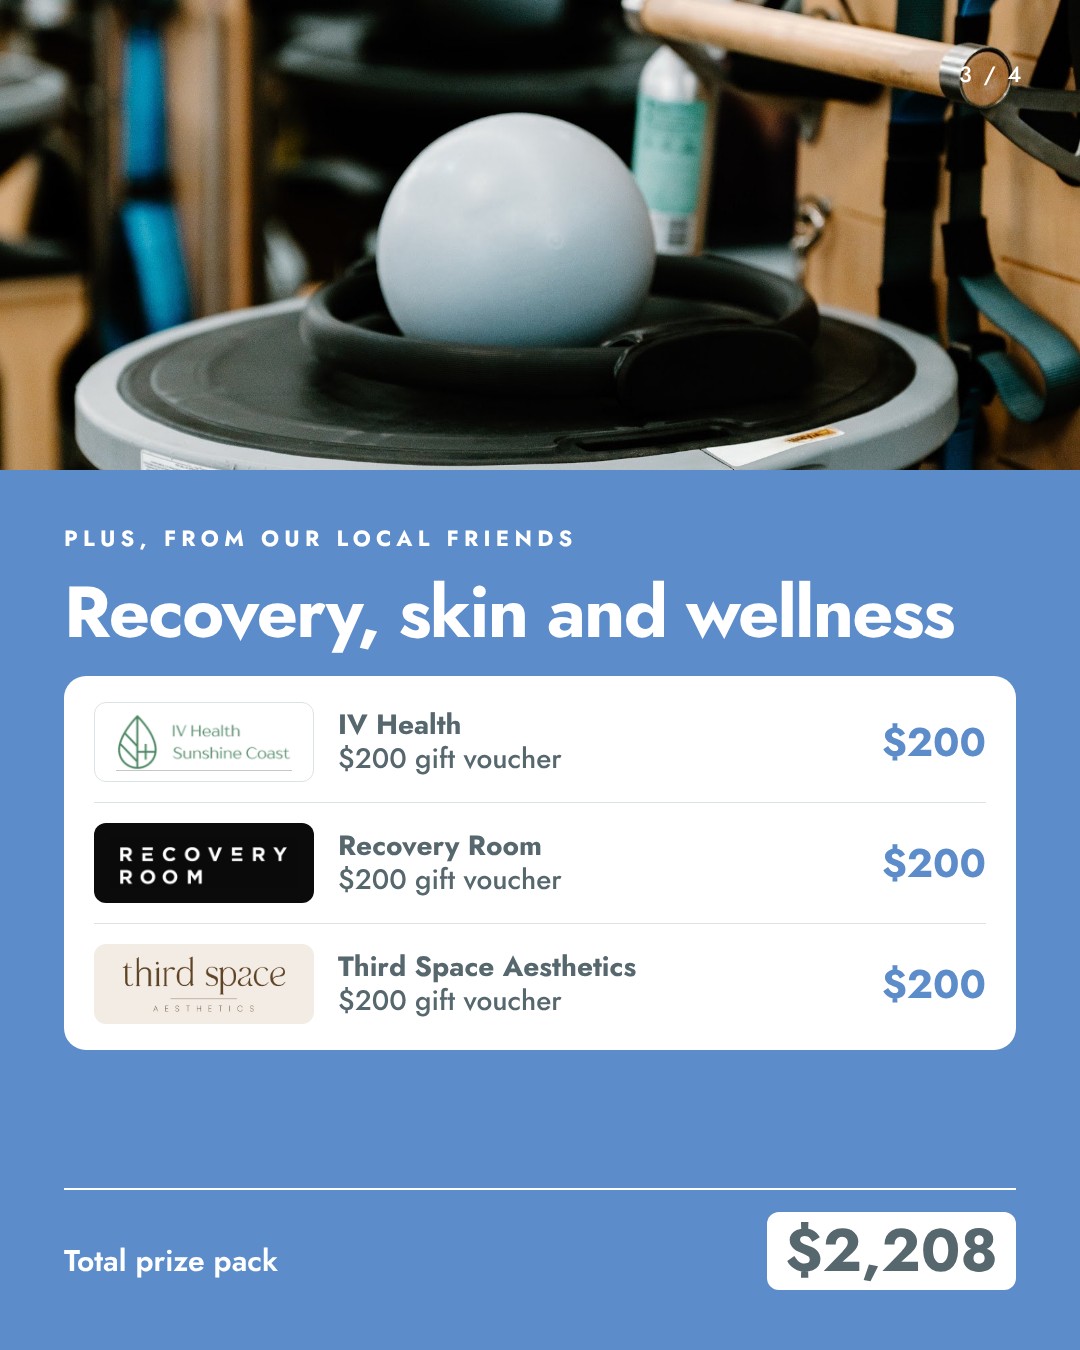 3 / 4
PLUS, FROM OUR LOCAL FRIENDS
Recovery, skin and wellness
IV Health
Sunshine Coast
IV Health
$200 gift voucher
$200
RECOVERY
ROOM
Recovery Room
$200 gift voucher
$200
third space
AESTHETICS
Third Space Aesthetics
$200 gift voucher
$200
Total prize pack
$2,208